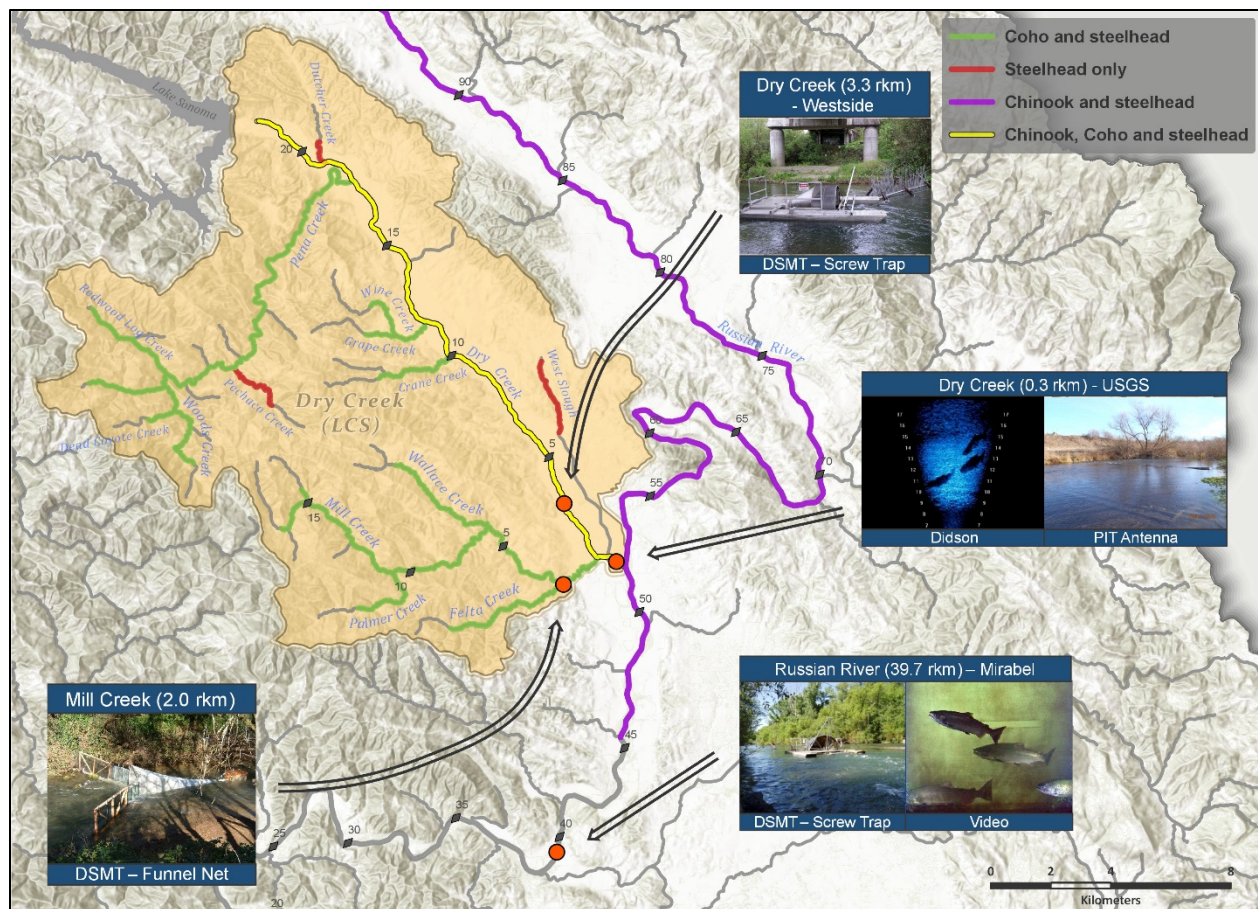 Coho and steelhead
Steelhead only
Chinook and steelhead
Chinook, Coho and steelhead
Lake Sonoma
Dutcher Creek
90
Dry Creek (3.3 rkm)
- Westside
DSMT – Screw Trap
20
85
Pena Creek
15
80
Redwood Log Creek
Wine Creek
Grape Creek
Crane Creek
10
Dry Creek
Russian River
75
West Slough
Pechaco Creek
Dry Creek
(LCS)
Woods Creek
Dead Coyote Creek
60
65
70
55
5
Dry Creek (0.3 rkm) - USGS
Didson
PIT Antenna
Wallace Creek
Mill Creek
15
5
10
Palmer Creek
Felta Creek
50
Mill Creek (2.0 rkm)
DSMT – Funnel Net
Russian River (39.7 rkm) – Mirabel
DSMT – Screw Trap
Video
45
40
35
30
25
20
0 2 4 8
Kilometers